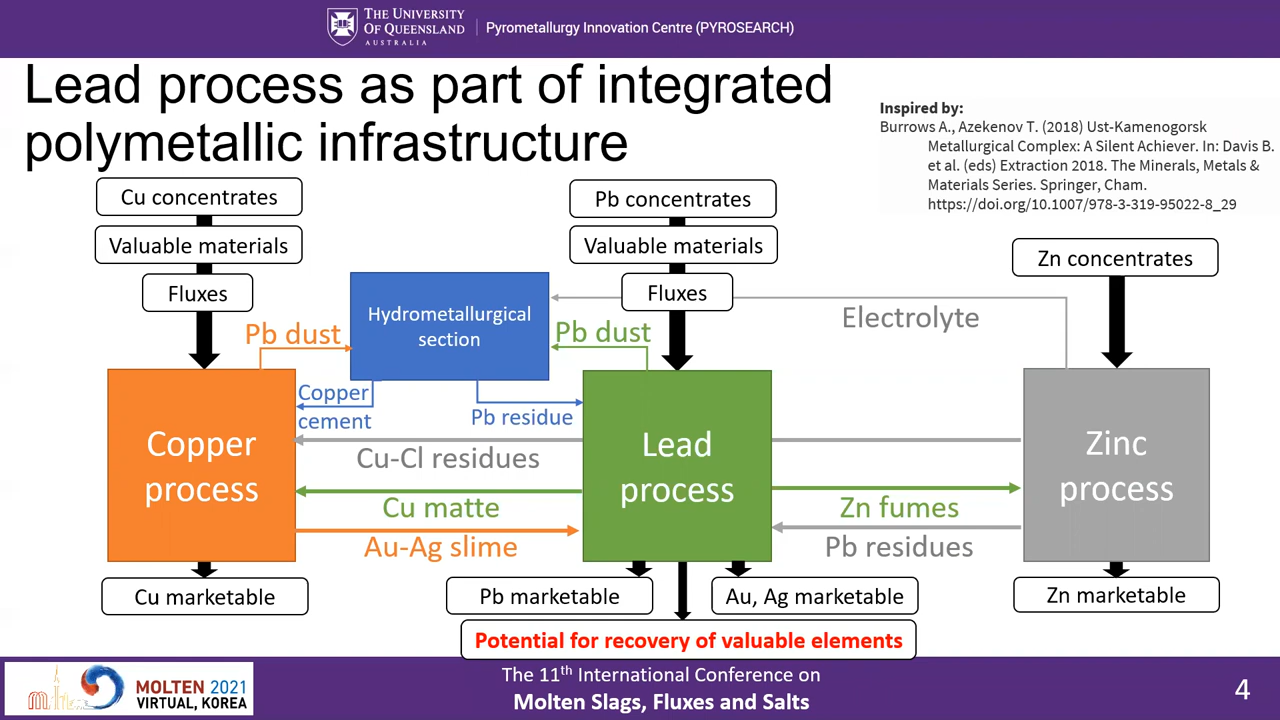 THE UNIVERSITY
OF QUEENSLAND
AUSTRALIA
Pyrometallurgy Innovation Centre (PYROSEARCH)
Lead process as part of integrated
polymetallic infrastructure
Inspired by:
Burrows A., Azekenov T. (2018) Ust-Kamenogorsk
Metallurgical Complex: A Silent Achiever. In: Davis B.
et al. (eds) Extraction 2018. The Minerals, Metals &
Materials Series. Springer, Cham.
https://doi.org/10.1007/978-3-319-95022-8_29
Cu concentrates
Valuable materials
Fluxes
Pb concentrates
Valuable materials
Fluxes
Zn concentrates
Hydrometallurgical
section
Pb dust
Pb dust
Electrolyte
Copper
cement
Pb residue
Copper
process
Lead
process
Zinc
process
Cu-Cl residues
Cu matte
Au-Ag slime
Zn fumes
Pb residues
Cu marketable
Pb marketable
Au, Ag marketable
Zn marketable
Potential for recovery of valuable elements
MOLTEN 2021
VIRTUAL, KOREA
The 11th International Conference on
Molten Slags, Fluxes and Salts
4